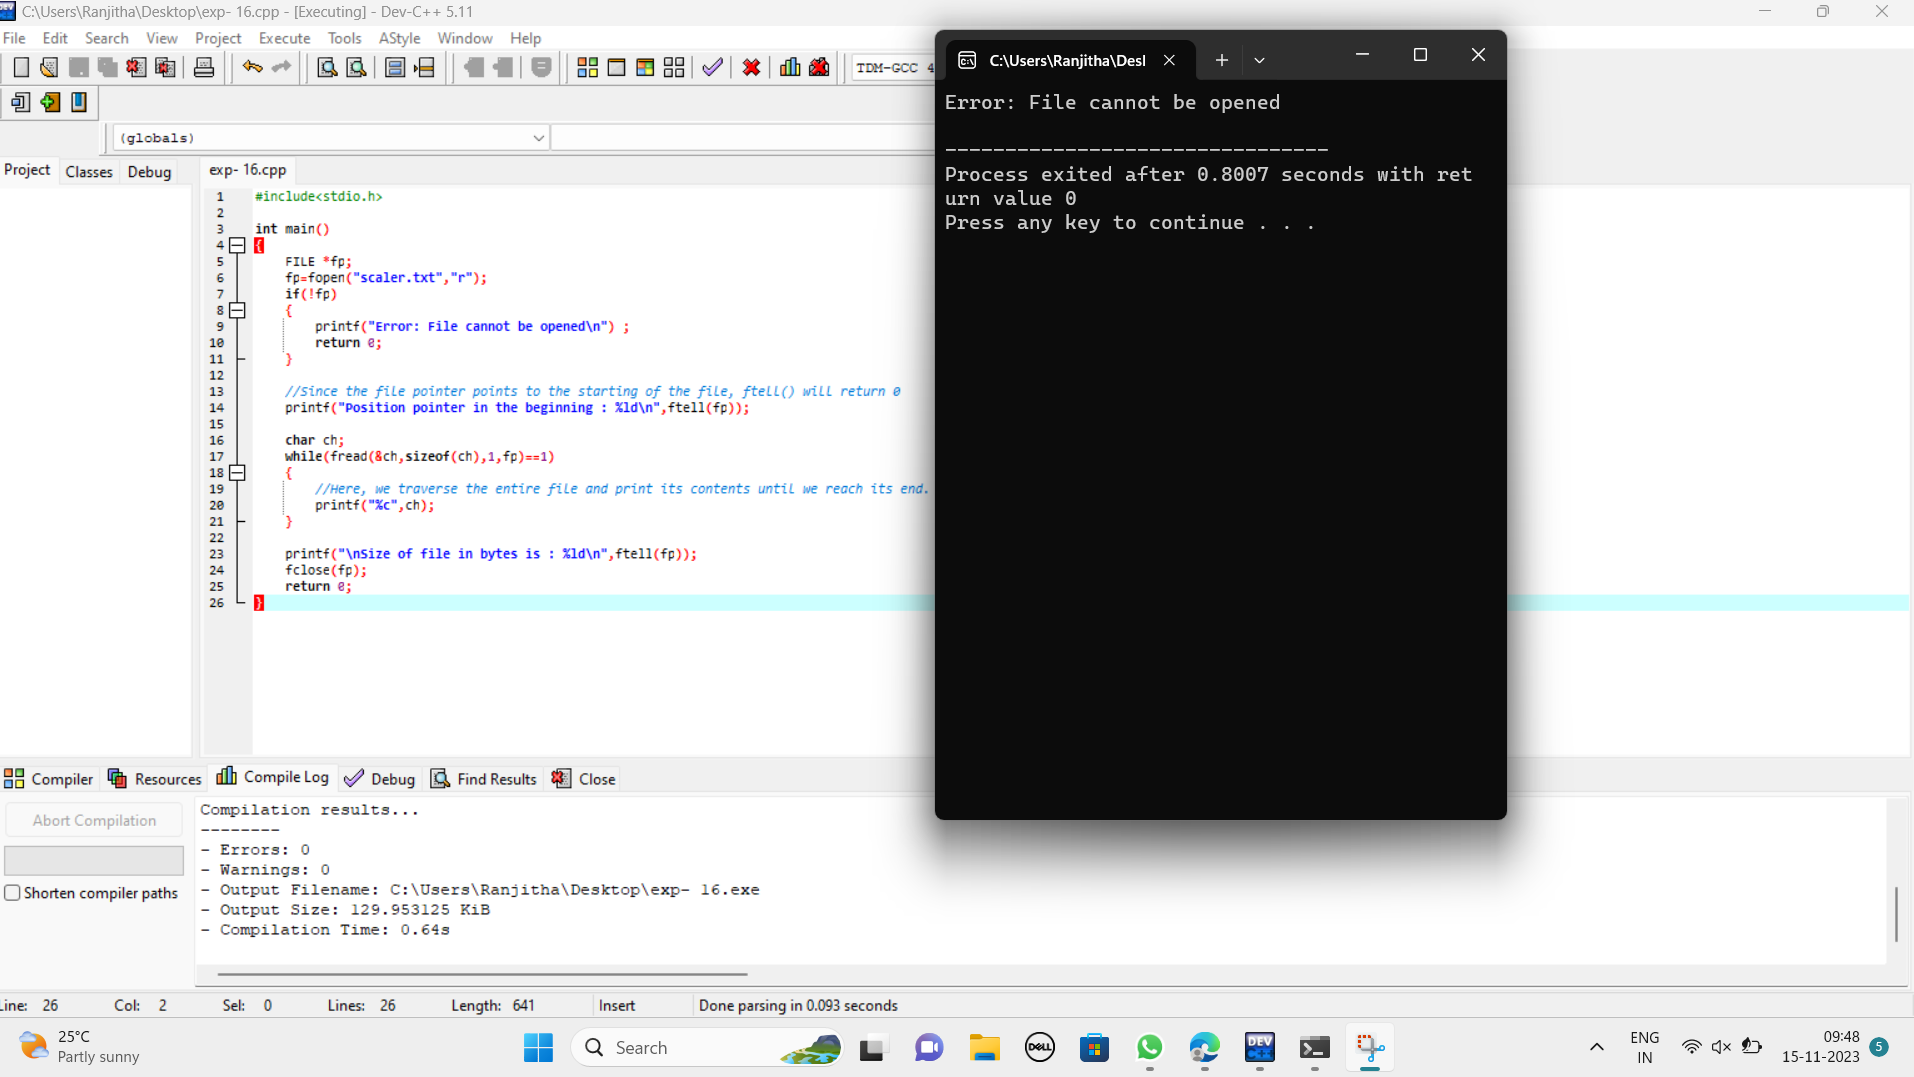 C:\Users\Ranjitha\Desktop\exp- 16.cpp - [Executing] - Dev-C++ 5.11
File Edit Search View Project Execute Tools AStyle Window Help
TDM-GCC 4
(globals)
Project Classes Debug
exp- 16.cpp
1 #include<stdio.h>
2
3 int main()
4 {
5 FILE *fp;
6 fp=fopen("scaler.txt","r");
7 if(!fp)
8 {
9 printf("Error: File cannot be opened\n") ;
10 return 0;
11 }
12
13 //Since the file pointer points to the starting of the file, ftell() will return 0
14 printf("Position pointer in the beginning : %ld\n",ftell(fp));
15
16 char ch;
17 while(fread(&ch,sizeof(ch),1,fp)==1)
18 {
19 //Here, we traverse the entire file and print its contents until we reach its end.
20 printf("%c",ch);
21 }
22
23 printf("\nSize of file in bytes is : %ld\n",ftell(fp));
24 fclose(fp);
25 return 0;
26 }
C:\Users\Ranjitha\Desl
Error: File cannot be opened
--------------------------------
Process exited after 0.8007 seconds with ret
urn value 0
Press any key to continue . . .
Compiler Resources Compile Log Debug Find Results Close
Abort Compilation
Shorten compiler paths
Compilation results...
--------
- Errors: 0
- Warnings: 0
- Output Filename: C:\Users\Ranjitha\Desktop\exp- 16.exe
- Output Size: 129.953125 KiB
- Compilation Time: 0.64s
Line: 26 Col: 2 Sel: 0 Lines: 26 Length: 641 Insert Done parsing in 0.093 seconds
25°C
Partly sunny
Search
DELL
DEV
C++
ENG
IN
09:48
15-11-2023
5